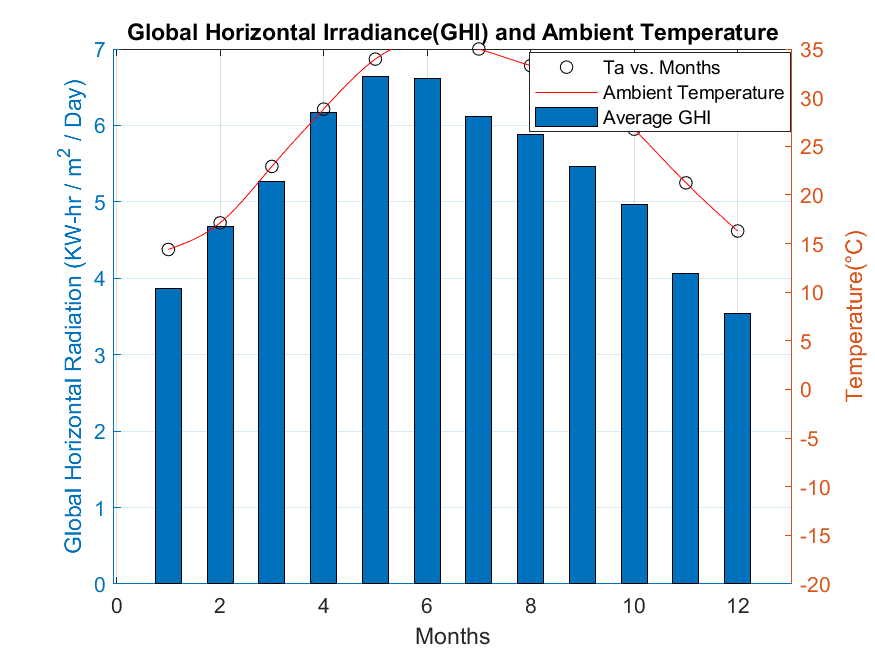 Global Horizontal Irradiance(GHI) and Ambient Temperature
Ta vs. Months
Ambient Temperature
Average GHI
Global Horizontal Radiation (KW-hr / m² / Day)
7
6
5
4
3
2
1
0
35
30
25
20
15
10
5
0
-5
-10
-15
-20
Temperature(°C)
0 2 4 6 8 10 12
Months